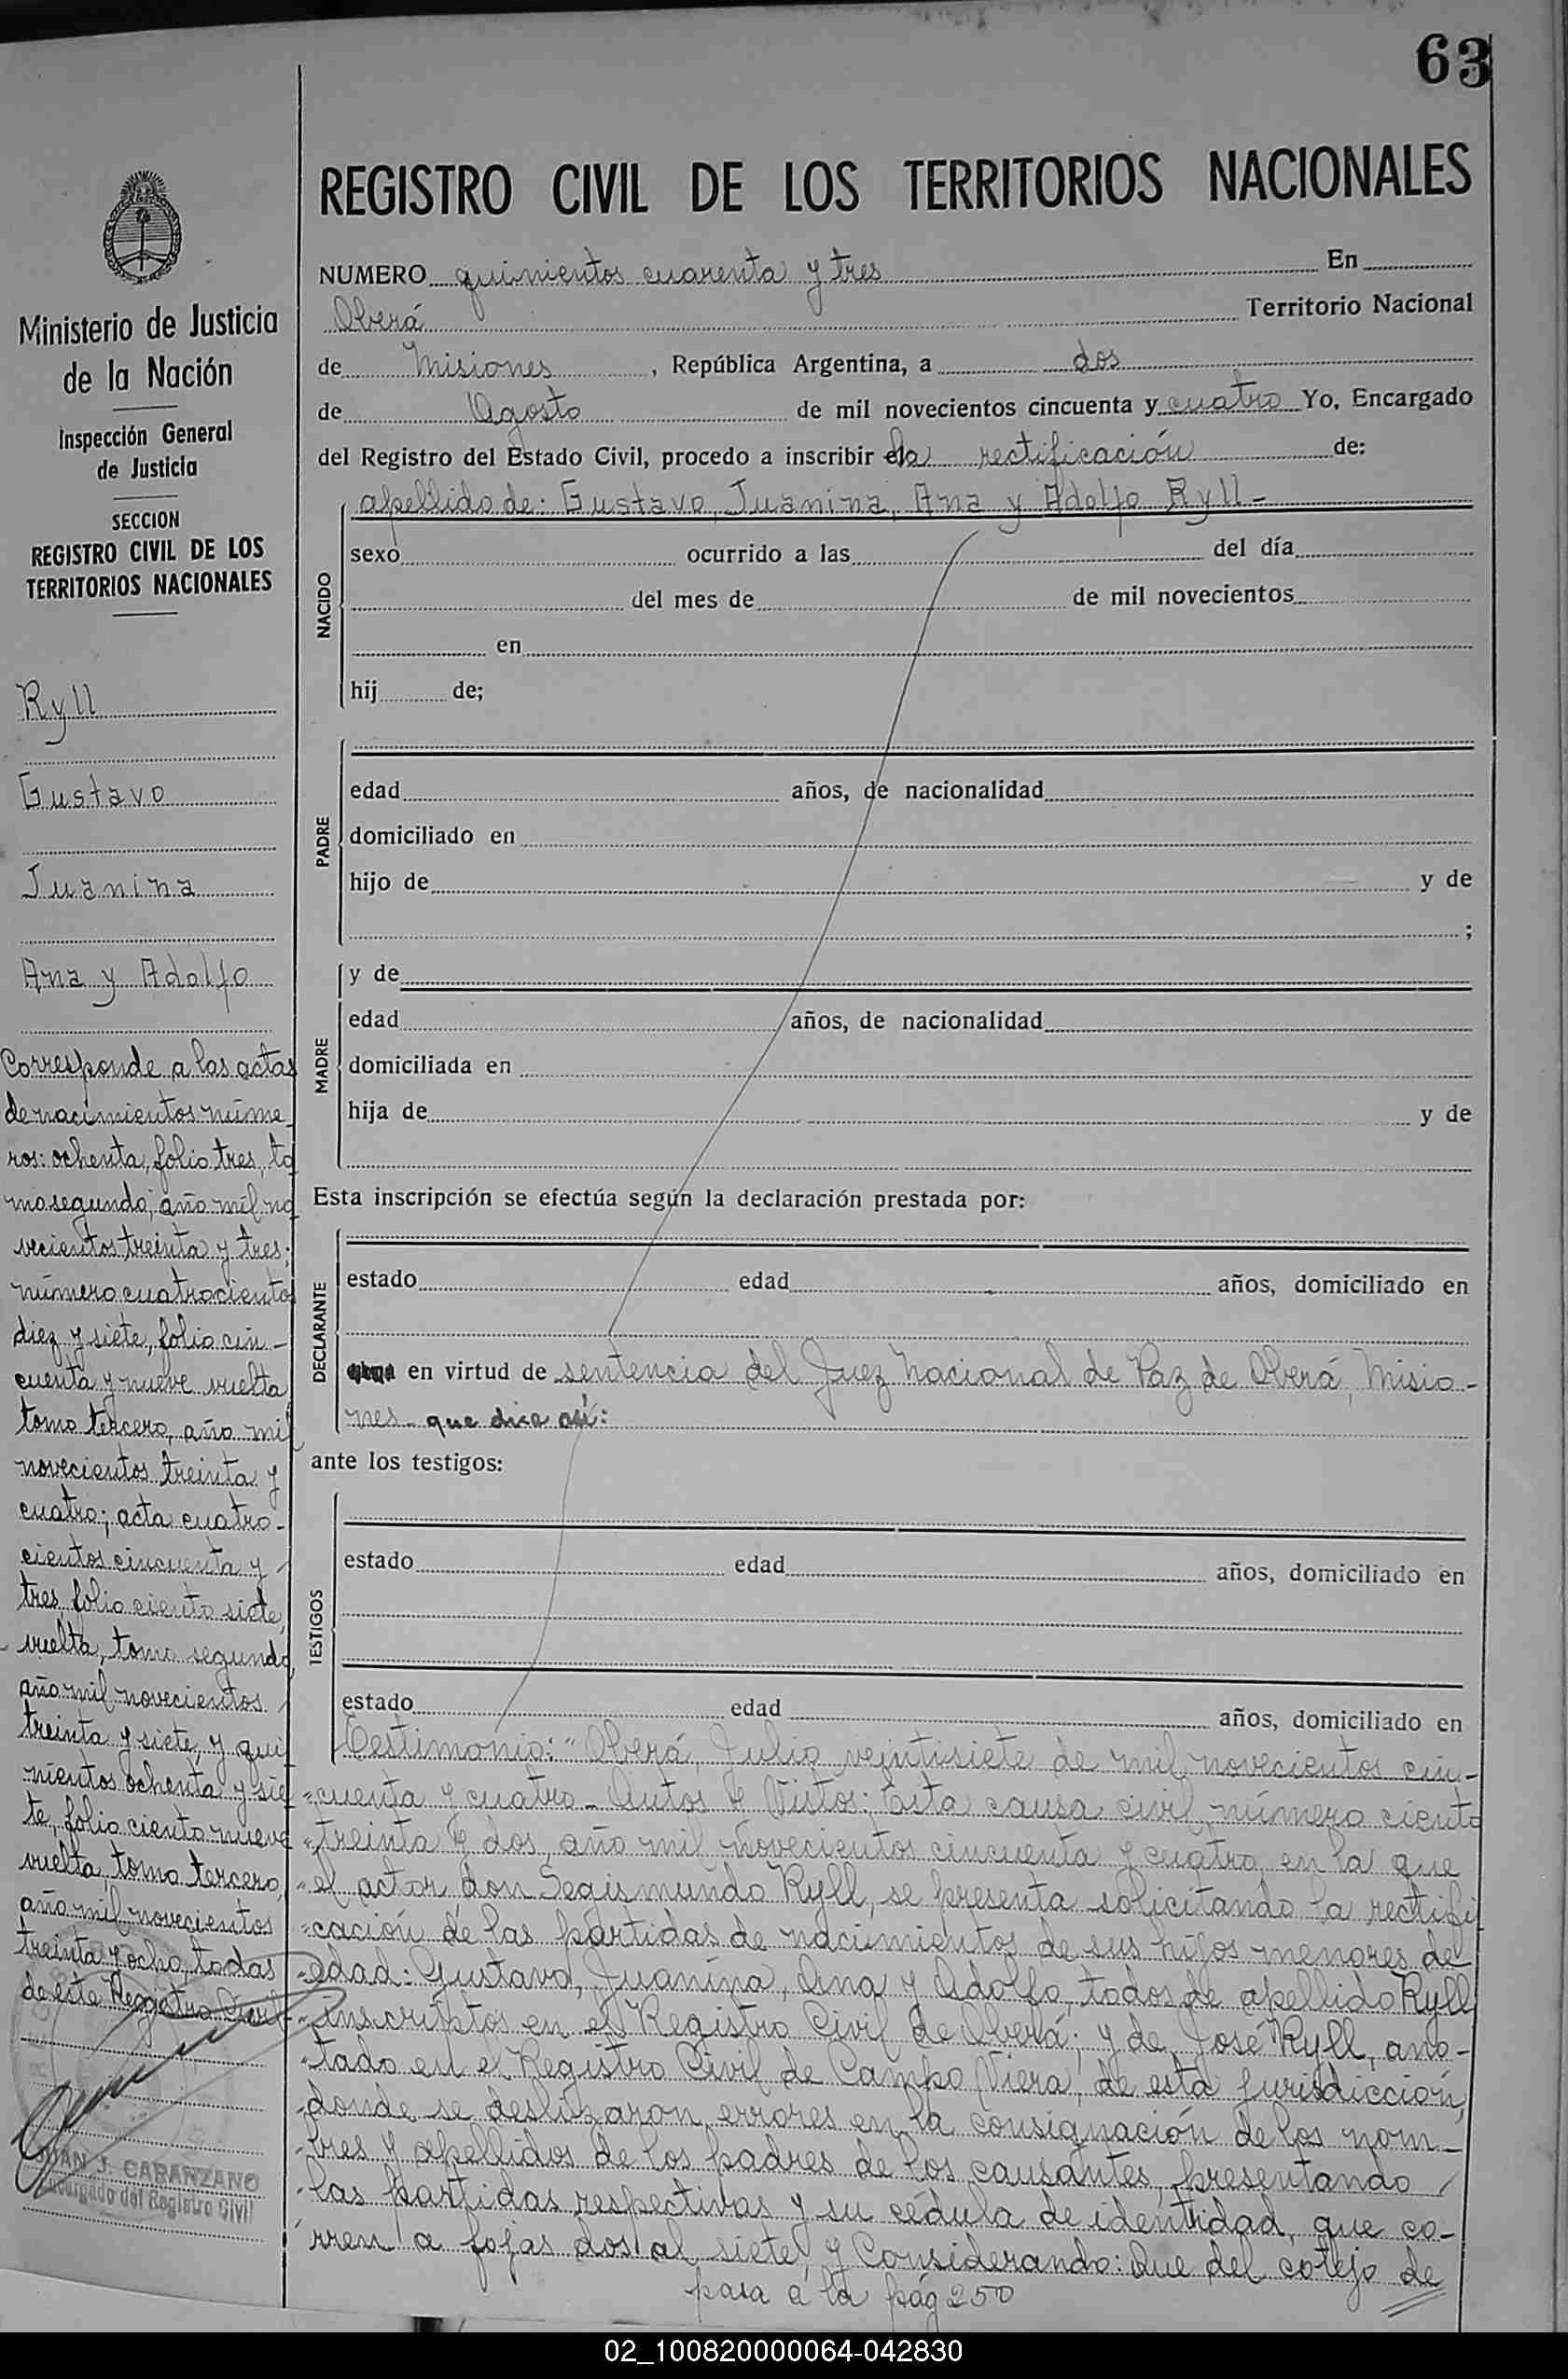 63
REGISTRO CIVIL DE LOS TERRITORIOS NACIONALES
Ministerio de Justicia
de la Nación
Inspección General
de Justicia
SECCION
REGISTRO CIVIL DE LOS
TERRITORIOS NACIONALES
Ryll
Gustavo
Juanina
Ana y Adolfo
Corresponde a las actas
de nacimientos núme
ros: ochenta, folio tres, to
mo segundo, año mil no
vecientos treinta y tres;
número cuatrocientos
diez y siete, folio cin-
cuenta y nueve vuelta
tomo tercero, año mil
novecientos treinta y
cuatro; acta cuatro-
cientos cincuenta y
tres folio ciento siete,
vuelta, tomo segundo,
año mil novecientos
treinta y siete, y qui
nientos ochenta y sie
te, folio ciento nueve
vuelta, tomo tercero,
año mil novecientos
treinta y ocho, todas
de este Registro Civil
JUAN J. CABANZANO
Encargado del Registro Civil
NUMERO quinientos cuarenta y tres En
Oberá Territorio Nacional
de Misiones, República Argentina, a dos
de Agosto de mil novecientos cincuenta y cuatro Yo, Encargado
del Registro del Estado Civil, procedo a inscribir la rectificación de:
apellido de: Gustavo, Juanina, Ana y Adolfo Ryll-
NACIDO
sexo ocurrido a las del día
del mes de de mil novecientos
en
hij de;
PADRE
edad años, de nacionalidad
domiciliado en
hijo de y de
;
MADRE
y de
edad años, de nacionalidad
domiciliada en
hija de y de
Esta inscripción se efectúa según la declaración prestada por:
DECLARANTE
estado edad años, domiciliado en
en virtud de sentencia del Juez Nacional de Paz de Oberá, Misio-
nes- que dice así:
ante los testigos:
TESTIGOS
estado edad años, domiciliado en
estado edad años, domiciliado en
Testimonio: "Oberá, Julio veintisiete de mil novecientos cin-
"cuenta y cuatro- Autos y Vistos: Esta causa civil número ciento
"treinta y dos, año mil novecientos cincuenta y cuatro en la que
"el actor don Segismundo Ryll, se presenta solicitando la rectifi
"cación de las partidas de nacimientos de sus hijos menores de
"edad: Gustavo, Juanina, Ana y Adolfo, todos de apellido Ryll
"inscriptos en el Registro Civil de Oberá; y de José Ryll, ano-
"tado en el Registro Civil de Campo Viera, de esta jurisdicción,
"donde se deslizaron errores en la consignación de los nom-
"bres y apellidos de los padres de los causantes, presentando
"las partidas respectivas y su cédula de identidad, que co-
"rren a fojas dos al siete y Considerando: Que del cotejo de
pasa a la pág 250
02_100820000064-042830